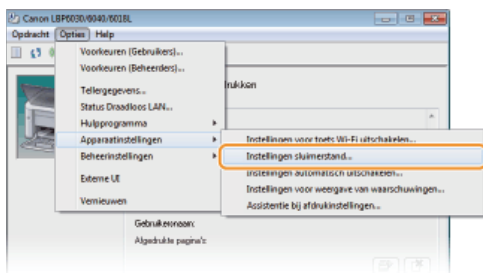 Canon LBP6030/6040/6018L
Opdracht Opties Help
Voorkeuren (Gebruikers)...
Voorkeuren (Beheerders)...
drukken
Tellergegevens...
Status Draadloos LAN...
Hulpprogramma
Apparaatinstellingen
Instellingen voor toets Wi-Fi uitschakelen...
Beheerinstellingen
Instellingen sluimerstand...
Instellingen automatisch uitschakelen...
Externe UI
Instellingen voor weergave van waarschuwingen...
Vernieuwen
Assistentie bij afdrukinstellingen...
Gebruikersnaam:
Afgedrukte pagina's: